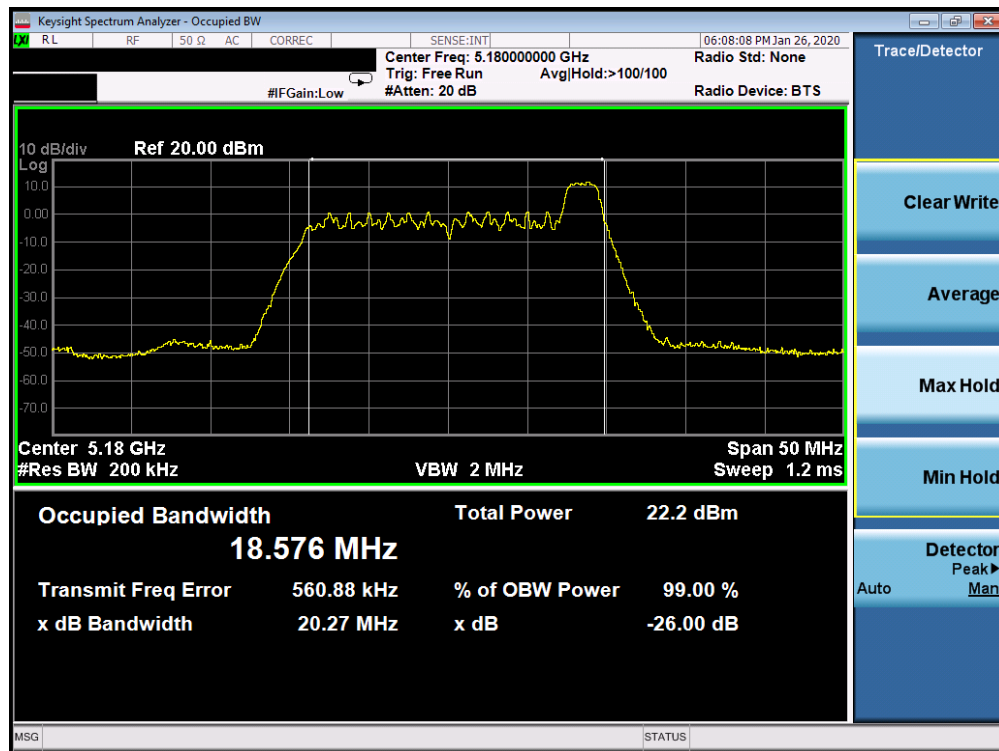 Keysight Spectrum Analyzer - Occupied BW
LXI RL RF 50 Ω AC CORREC SENSE:INT 06:08:08 PM Jan 26, 2020
Center Freq: 5.180000000 GHz Radio Std: None
Trig: Free Run Avg|Hold:>100/100
#IFGain:Low #Atten: 20 dB Radio Device: BTS
Trace/Detector
10 dB/div Ref 20.00 dBm
Log
10.0
0.00
-10.0
-20.0
-30.0
-40.0
-50.0
-60.0
-70.0
Center 5.18 GHz Span 50 MHz
#Res BW 200 kHz VBW 2 MHz Sweep 1.2 ms
Occupied Bandwidth Total Power 22.2 dBm
18.576 MHz
Transmit Freq Error 560.88 kHz % of OBW Power 99.00 %
x dB Bandwidth 20.27 MHz x dB -26.00 dB
Clear Write
Average
Max Hold
Min Hold
Detector
Peak▶
Auto Man
MSG STATUS